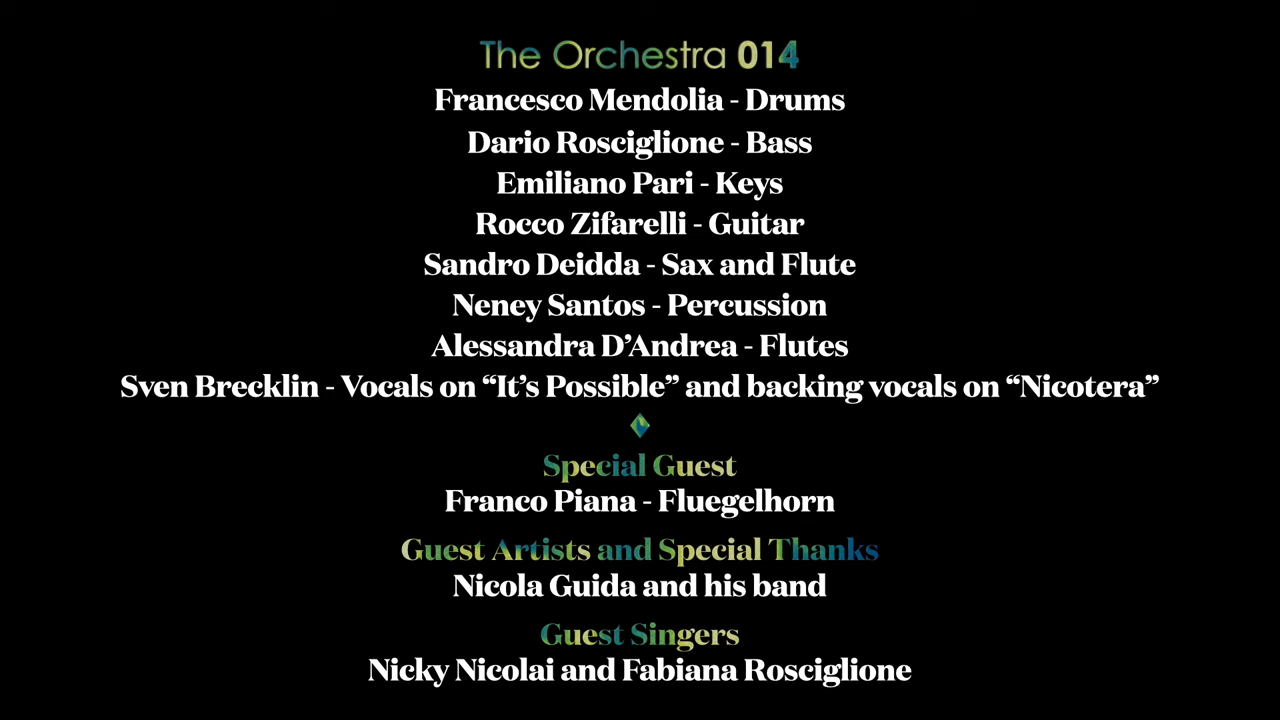 The Orchestra 014
Francesco Mendolia - Drums
Dario Rosciglione - Bass
Emiliano Pari - Keys
Rocco Zifarelli - Guitar
Sandro Deidda - Sax and Flute
Neney Santos - Percussion
Alessandra D’Andrea - Flutes
Sven Brecklin - Vocals on “It’s Possible” and backing vocals on “Nicotera”
Special Guest
Franco Piana - Fluegelhorn
Guest Artists and Special Thanks
Nicola Guida and his band
Guest Singers
Nicky Nicolai and Fabiana Rosciglione